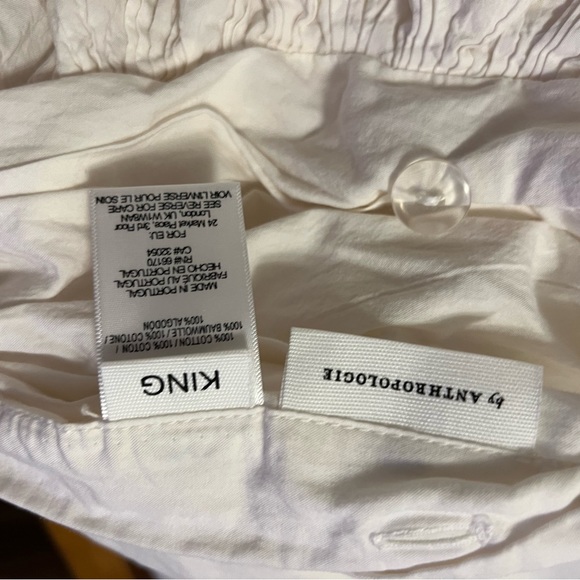 KING
100% COTTON / 100% COTON /
100% BAUMWOLLE / 100% COTONE /
100% ALGODON
MADE IN PORTUGAL
FABRIQUE AU PORTUGAL
HECHO EN PORTUGAL
RN# 66170
CA# 32054
FOR EU:
24 Market Place, 3rd Floor
London, UK W1W8AN
SEE REVERSE FOR CARE
VOIR L'INVERSE POUR LE SOIN
by ANTHROPOLOGIE